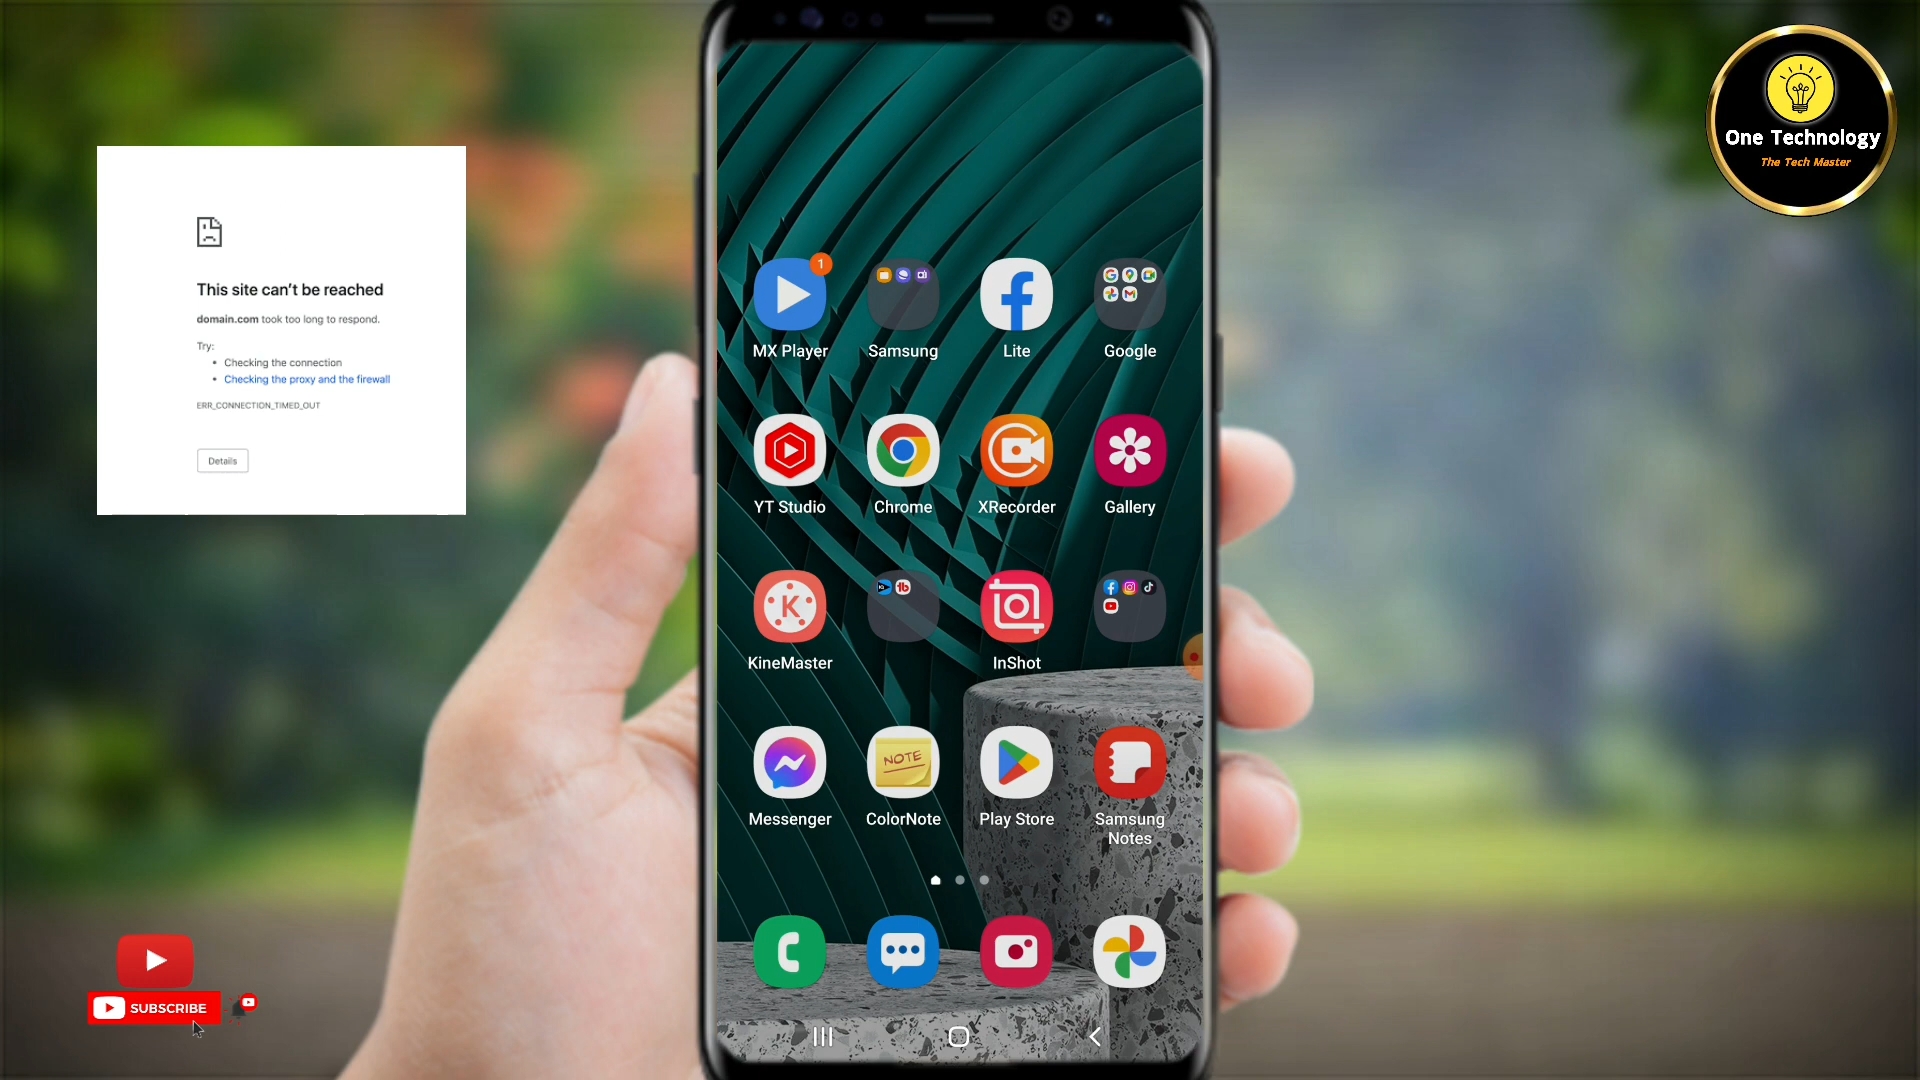 This site can't be reached
domain.com took too long to respond.
Try:
• Checking the connection
• Checking the proxy and the firewall
ERR_CONNECTION_TIMED_OUT
Details
One Technology
The Tech Master
1
MX Player
Samsung
Lite
Google
YT Studio
Chrome
XRecorder
Gallery
KineMaster
InShot
NOTE
Messenger
ColorNote
Play Store
Samsung
Notes
SUBSCRIBE